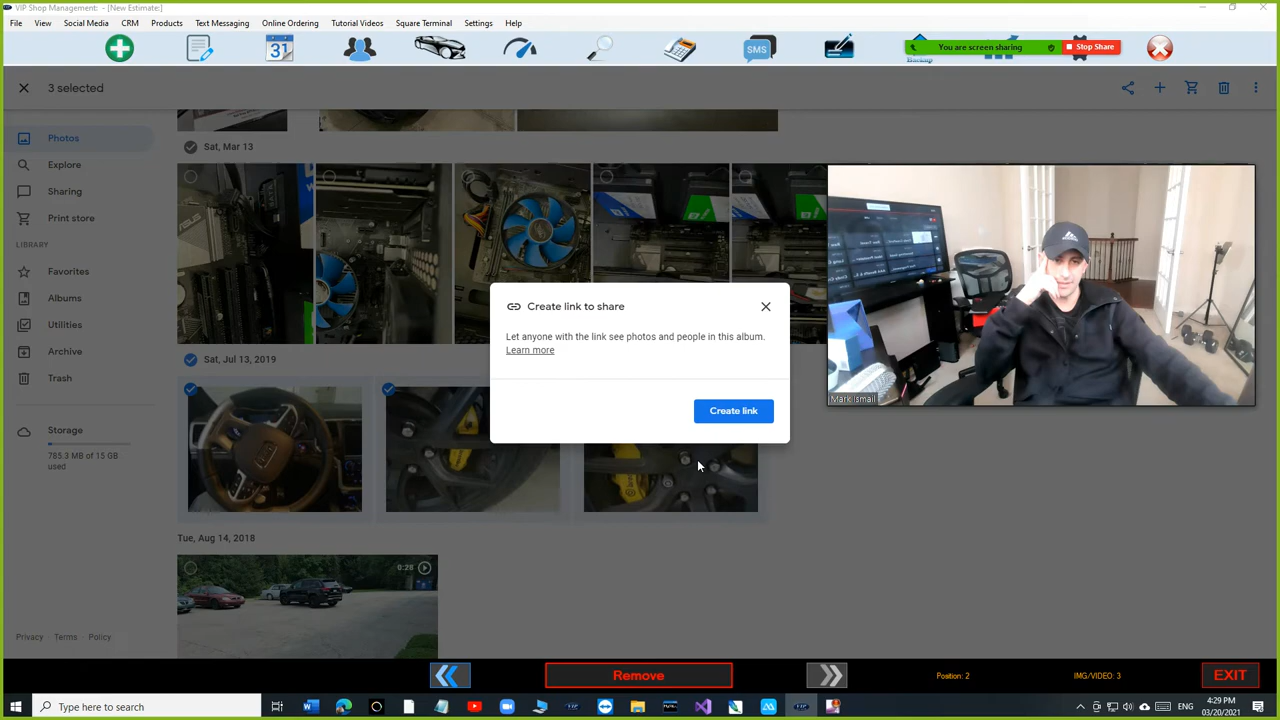 VIP Shop Management: - [New Estimate:]
File View Social Media CRM Products Text Messaging Online Ordering Tutorial Videos Square Terminal Settings Help
31
SMS
Backup
You are screen sharing
Stop Share
3 selected
Photos
Explore
Sharing
Print store
LIBRARY
Favorites
Albums
Utilities
Archive
Trash
Storage
785.3 MB of 15 GB
used
Privacy Terms Policy
Sat, Mar 13
Sat, Jul 13, 2019
Tue, Aug 14, 2018
0:28
Create link to share
Let anyone with the link see photos and people in this album.
Learn more
Create link
Mark Ismail
Remove
Position: 2
IMG/VIDEO: 3
EXIT
Type here to search
ENG
4:29 PM
03/20/2021